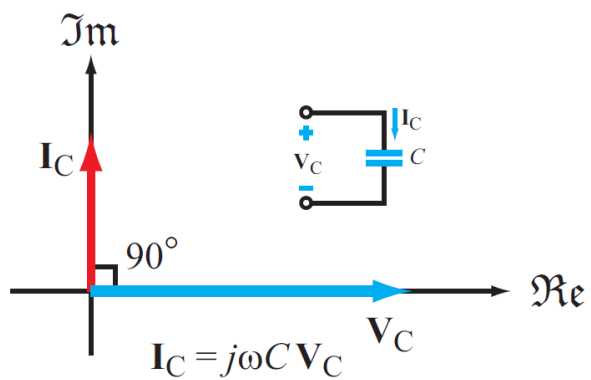 ℑm
I_C
I_C
+
V_C
C
−
90°
ℜe
V_C
I_C = jωC V_C